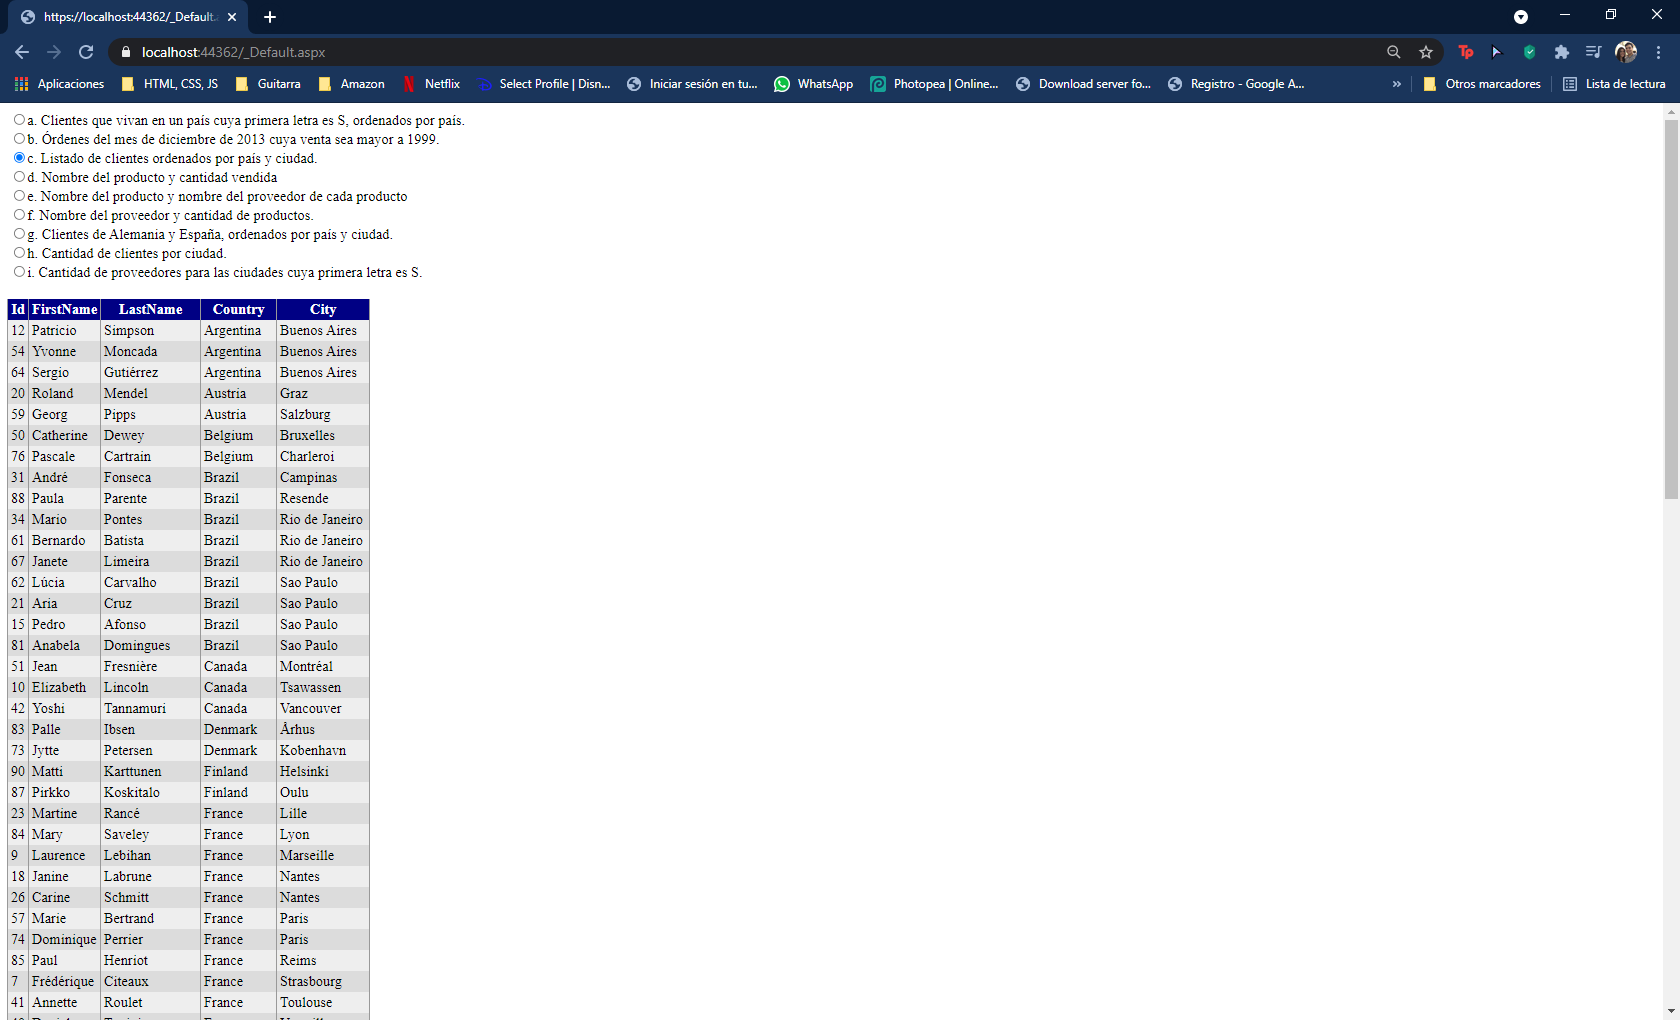 https://localhost:44362/_Default.
localhost:44362/_Default.aspx
Tp
Aplicaciones HTML, CSS, JS Guitarra Amazon Netflix Select Profile | Disn... Iniciar sesión en tu... WhatsApp Photopea | Online... Download server fo... Registro - Google A... » Otros marcadores Lista de lectura
a. Clientes que vivan en un país cuya primera letra es S, ordenados por país.
b. Órdenes del mes de diciembre de 2013 cuya venta sea mayor a 1999.
c. Listado de clientes ordenados por país y ciudad.
d. Nombre del producto y cantidad vendida
e. Nombre del producto y nombre del proveedor de cada producto
f. Nombre del proveedor y cantidad de productos.
g. Clientes de Alemania y España, ordenados por país y ciudad.
h. Cantidad de clientes por ciudad.
i. Cantidad de proveedores para las ciudades cuya primera letra es S.
Id FirstName LastName Country City
12 Patricio Simpson Argentina Buenos Aires
54 Yvonne Moncada Argentina Buenos Aires
64 Sergio Gutiérrez Argentina Buenos Aires
20 Roland Mendel Austria Graz
59 Georg Pipps Austria Salzburg
50 Catherine Dewey Belgium Bruxelles
76 Pascale Cartrain Belgium Charleroi
31 André Fonseca Brazil Campinas
88 Paula Parente Brazil Resende
34 Mario Pontes Brazil Rio de Janeiro
61 Bernardo Batista Brazil Rio de Janeiro
67 Janete Limeira Brazil Rio de Janeiro
62 Lúcia Carvalho Brazil Sao Paulo
21 Aria Cruz Brazil Sao Paulo
15 Pedro Afonso Brazil Sao Paulo
81 Anabela Domingues Brazil Sao Paulo
51 Jean Fresnière Canada Montréal
10 Elizabeth Lincoln Canada Tsawassen
42 Yoshi Tannamuri Canada Vancouver
83 Palle Ibsen Denmark Århus
73 Jytte Petersen Denmark Kobenhavn
90 Matti Karttunen Finland Helsinki
87 Pirkko Koskitalo Finland Oulu
23 Martine Rancé France Lille
84 Mary Saveley France Lyon
9 Laurence Lebihan France Marseille
18 Janine Labrune France Nantes
26 Carine Schmitt France Nantes
57 Marie Bertrand France Paris
74 Dominique Perrier France Paris
85 Paul Henriot France Reims
7 Frédérique Citeaux France Strasbourg
41 Annette Roulet France Toulouse